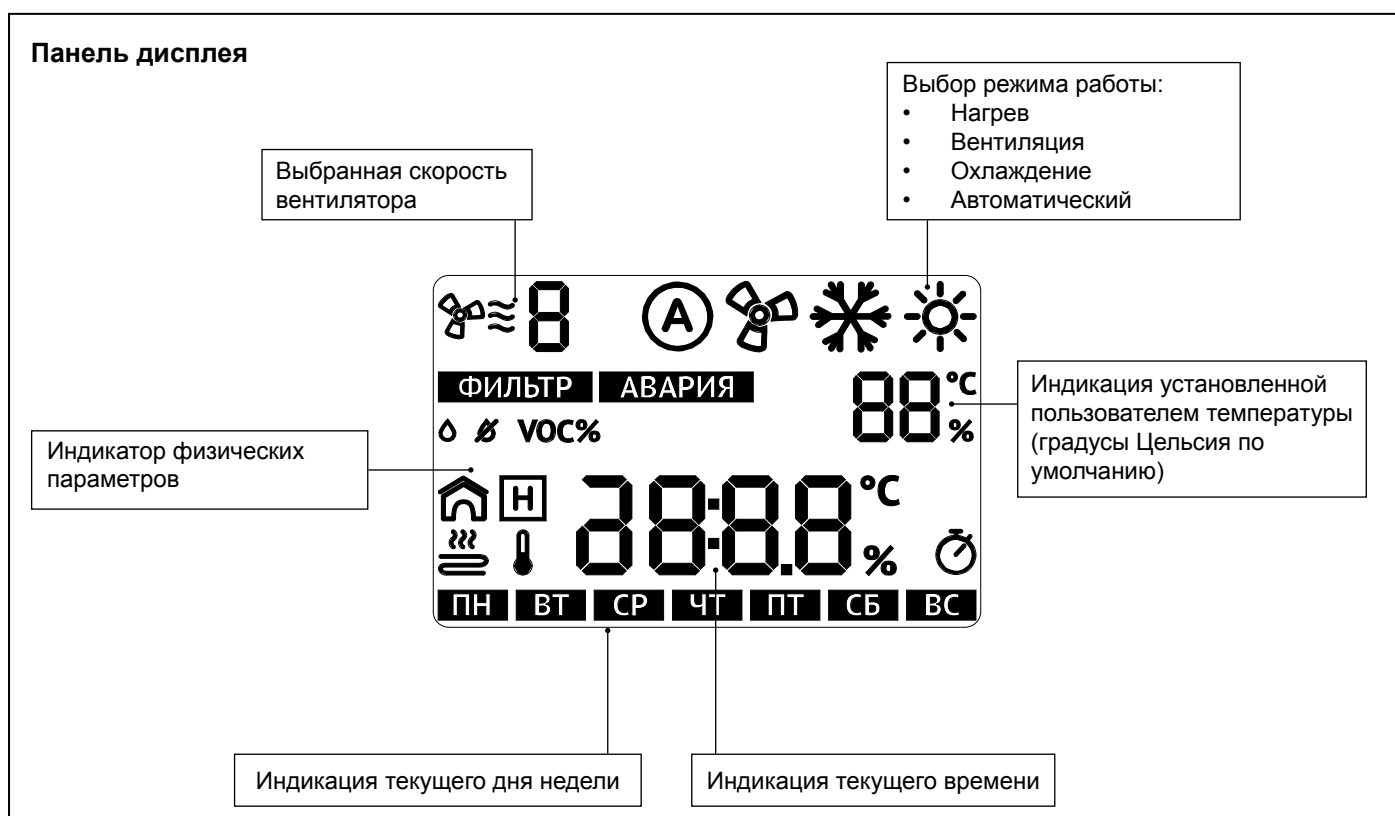 Панель дисплея
Выбор режима работы:
• Нагрев
• Вентиляция
• Охлаждение
• Автоматический
Выбранная скорость
вентилятора
8
A
ФИЛЬТР АВАРИЯ
88 °C
%
VOC%
Индикация установленной
пользователем температуры
(градусы Цельсия по
умолчанию)
Индикатор физических
параметров
H
28:8.8 °C
%
ПН ВТ СР ЧТ ПТ СБ ВС
Индикация текущего дня недели
Индикация текущего времени